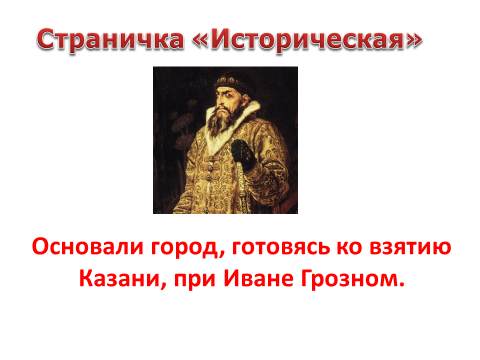 Страничка «Историческая»
Основали город, готовясь ко взятию
Казани, при Иване Грозном.